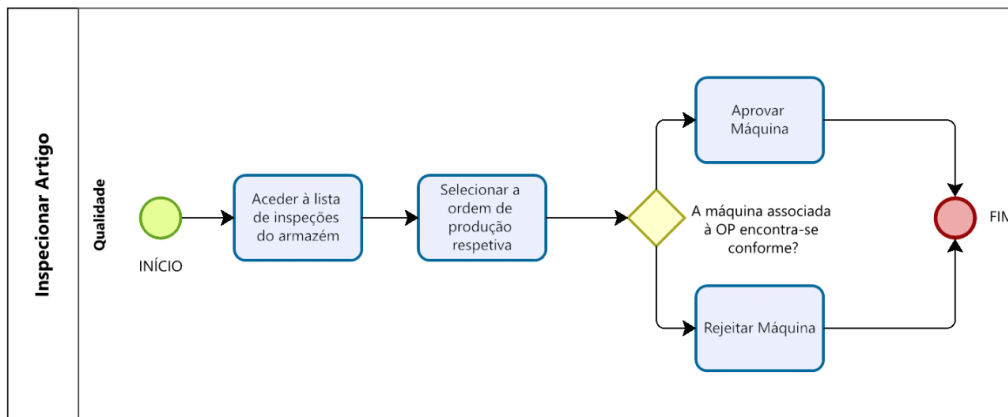 Inspecionar Artigo
Qualidade
INÍCIO
Aceder à lista
de inspeções
do armazém
Selecionar a
ordem de
produção
respetiva
A máquina associada
à OP encontra-se
conforme?
Aprovar
Máquina
Rejeitar Máquina
FIM